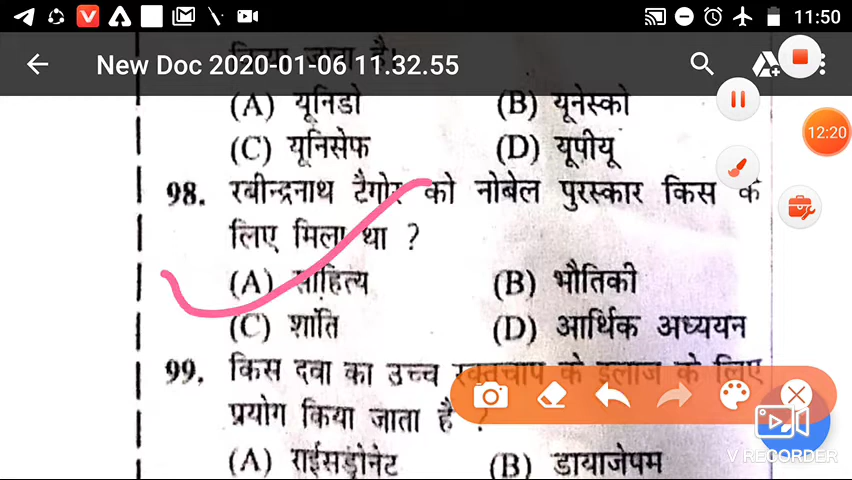 11:50
New Doc 2020-01-06 11.32.55
(A) यूनिडो (B) यूनेस्को
(C) यूनिसेफ (D) यूपीयू
12:20
98. रबीन्द्रनाथ टैगोर को नोबेल पुरस्कार किस के
लिए मिला था ?
(A) साहित्य (B) भौतिकी
(C) शांति (D) आर्थिक अध्ययन
99. किस दवा का उच्च रक्तचाप के इलाज के लिए
प्रयोग किया जाता है ?
V RECORDER
(A) राईसड्रोनेट (B) डायाजेपम